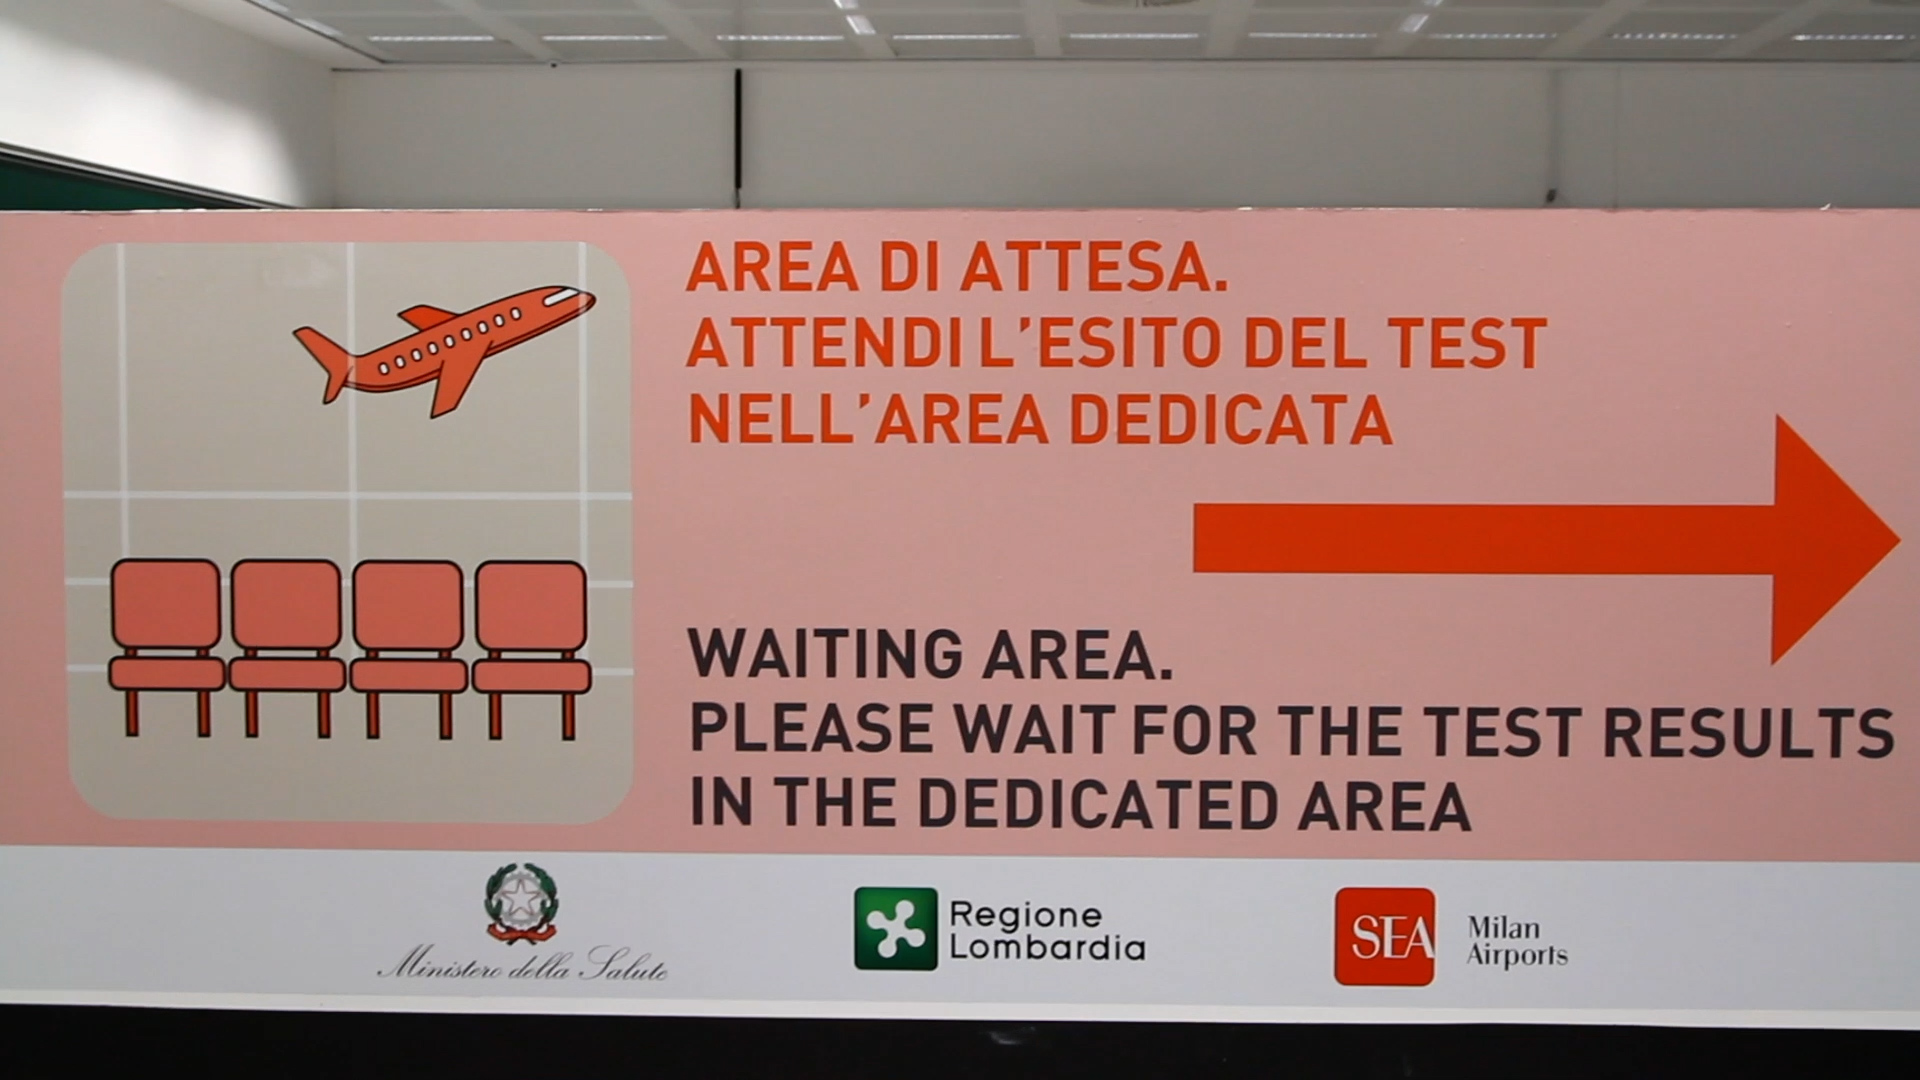 AREA DI ATTESA.
ATTENDI L'ESITO DEL TEST
NELL'AREA DEDICATA
WAITING AREA.
PLEASE WAIT FOR THE TEST RESULTS
IN THE DEDICATED AREA
Ministero della Salute
Regione
Lombardia
SEA
Milan
Airports